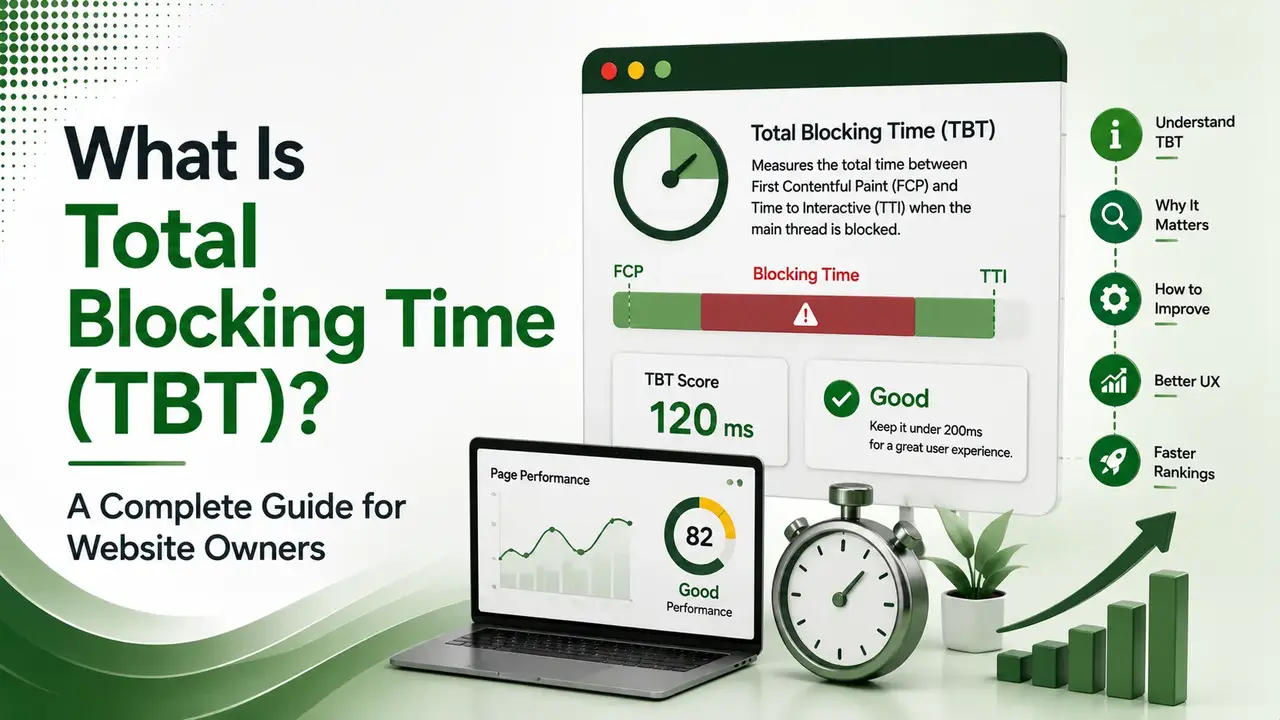 What Is
Total
Blocking Time
(TBT)?
A Complete Guide for
Website Owners
Total Blocking Time (TBT)
Measures the total time between
First Contentful Paint (FCP) and
Time to Interactive (TTI) when the
main thread is blocked.
FCP
Blocking Time
TTI
TBT Score
120 ms
Good
Keep it under 200ms
for a great user experience.
Page Performance
82
Good
Performance
Understand
TBT
Why It
Matters
How to
Improve
Better UX
Faster
Rankings